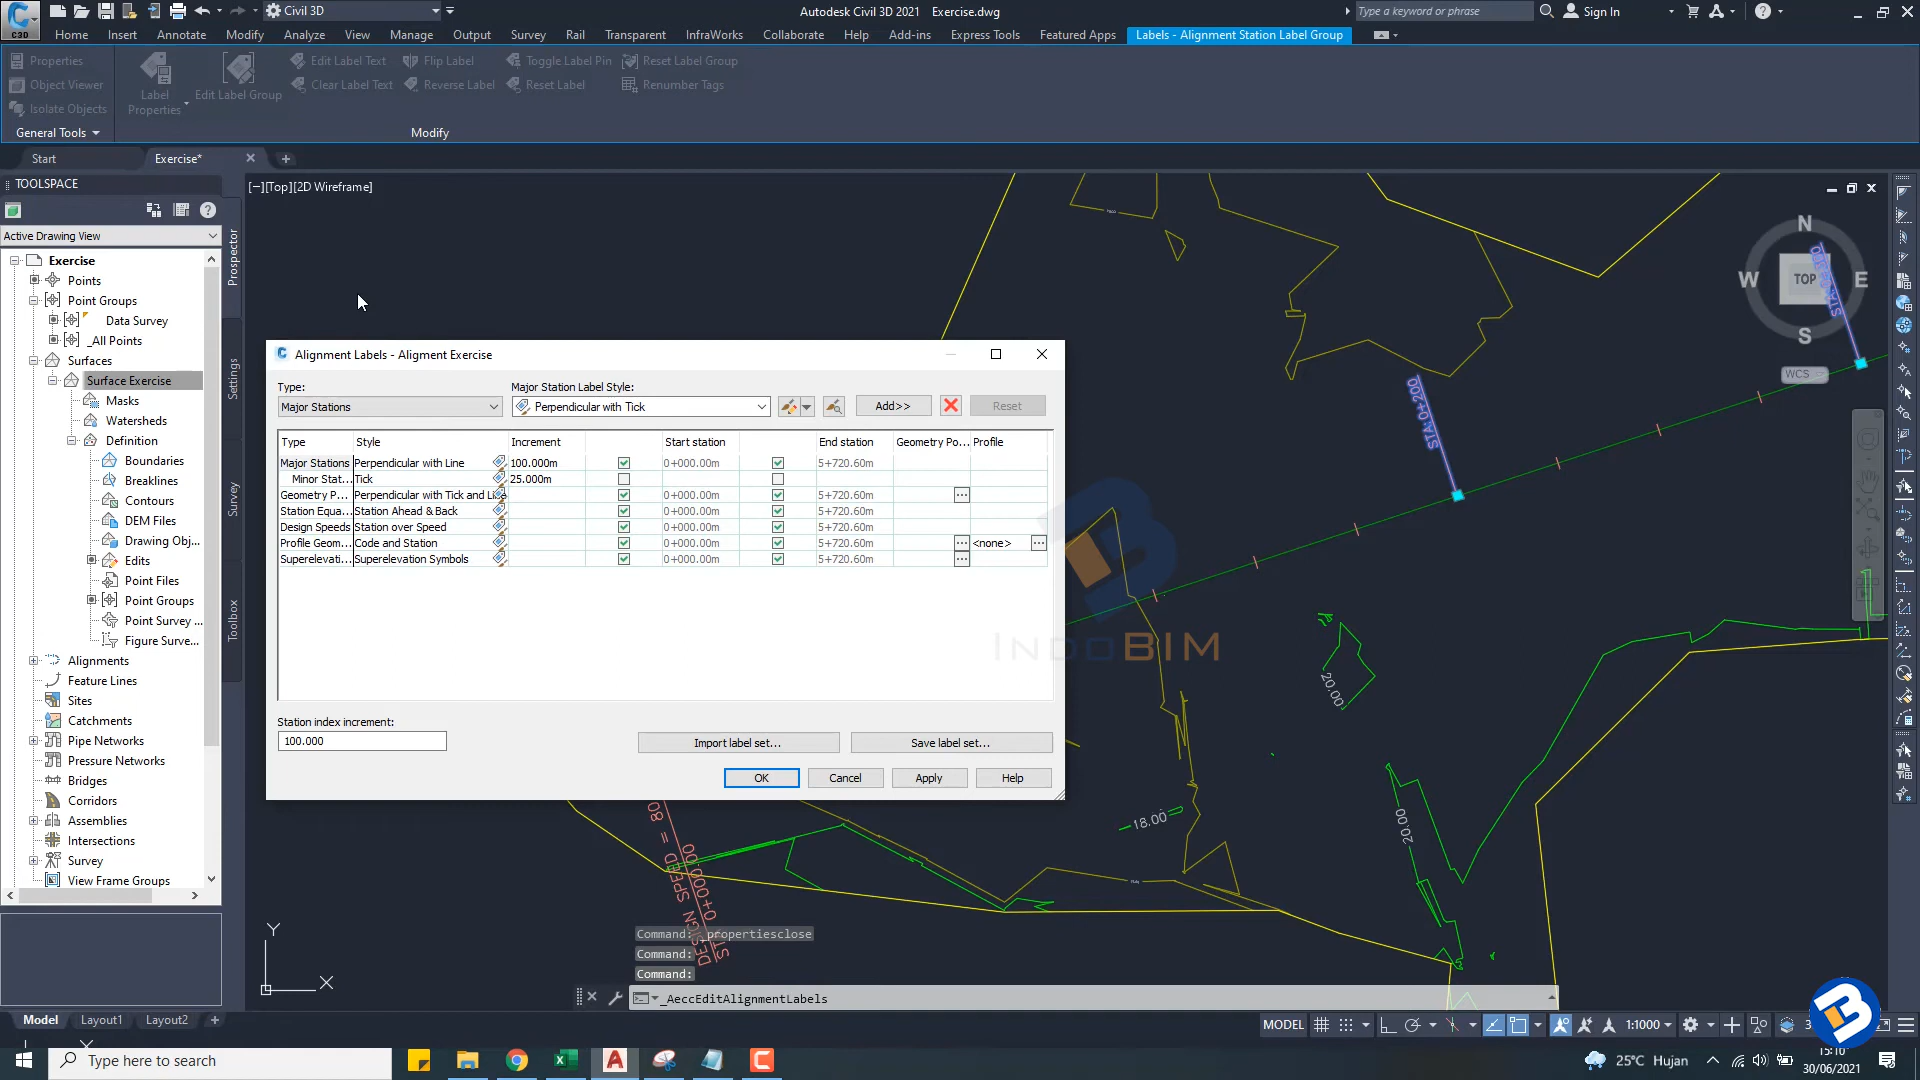 Civil 3D
Autodesk Civil 3D 2021 Exercise.dwg
Type a keyword or phrase
Sign In
C3D
Home Insert Annotate Modify Analyze View Manage Output Survey Rail Transparent InfraWorks Collaborate Help Add-ins Express Tools Featured Apps Labels - Alignment Station Label Group
Properties
Object Viewer
Isolate Objects
General Tools
Label Properties
Edit Label Group
Edit Label Text
Clear Label Text
Flip Label
Reverse Label
Toggle Label Pin
Reset Label
Reset Label Group
Renumber Tags
Modify
Start
Exercise*
TOOLSPACE
Active Drawing View
Exercise
Points
Point Groups
Data Survey
_All Points
Surfaces
Surface Exercise
Masks
Watersheds
Definition
Boundaries
Breaklines
Contours
DEM Files
Drawing Obj...
Edits
Point Files
Point Groups
Point Survey ...
Figure Surve...
Alignments
Feature Lines
Sites
Catchments
Pipe Networks
Pressure Networks
Bridges
Corridors
Assemblies
Intersections
Survey
View Frame Groups
Prospector
Settings
Survey
Toolbox
[−][Top][2D Wireframe]
N
W TOP E
S
WCS
STA:0+200
Alignment Labels - Aligment Exercise
Type:
Major Stations
Major Station Label Style:
Perpendicular with Tick
Add>>
Reset
Type Style Increment Start station End station Geometry Po... Profile
Major Stations Perpendicular with Line 100.000m 0+000.00m 5+720.60m
Minor Stat... Tick 25.000m
Geometry P... Perpendicular with Tick and Line 0+000.00m 5+720.60m ...
Station Equa... Station Ahead & Back 0+000.00m 5+720.60m
Design Speeds Station over Speed 0+000.00m 5+720.60m
Profile Geom... Code and Station 0+000.00m 5+720.60m ... <none> ...
Superelevati... Superelevation Symbols 0+000.00m 5+720.60m ...
Station index increment:
100.000
Import label set...
Save label set...
OK
Cancel
Apply
Help
INDOBIM
20.00
18.00
20.00
DESIGN SPEED = 80
0+000.00
Y
X
Command: _propertiesclose
Command:
Command:
_AeccEditAlignmentLabels
Model Layout1 Layout2 +
MODEL
1:1000
Type here to search
25°C Hujan
15:10
30/06/2021